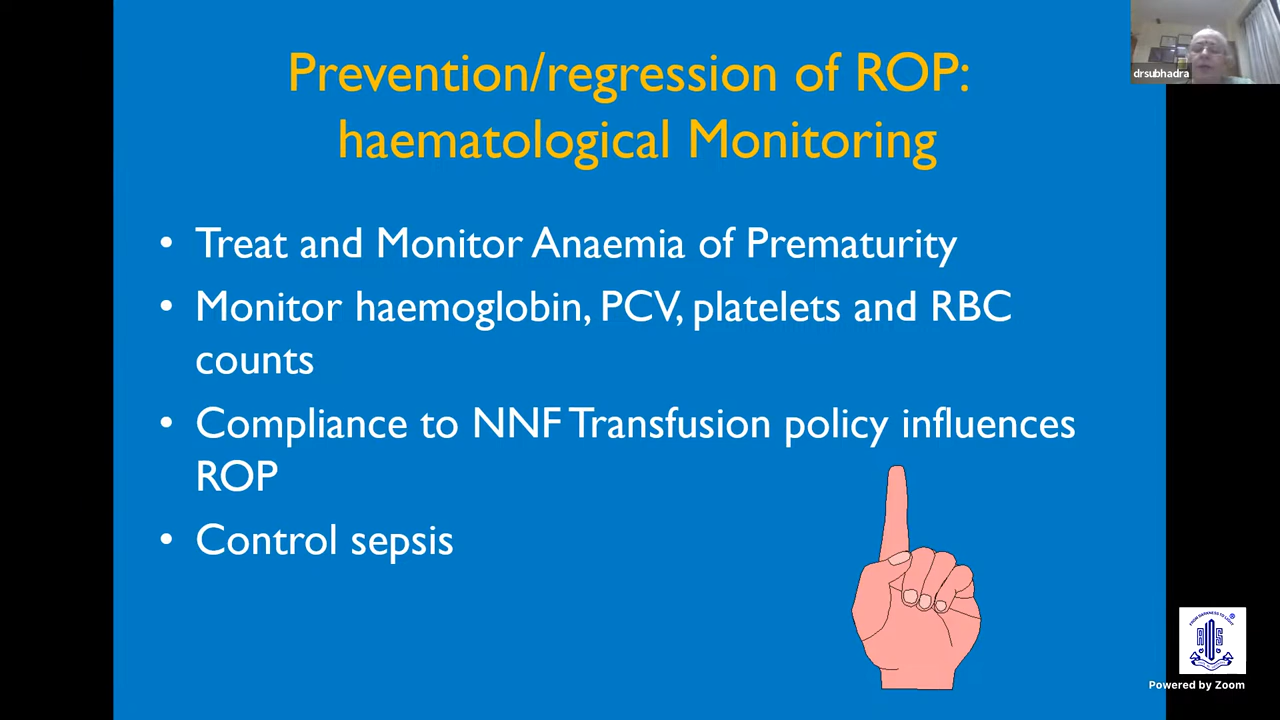 Prevention/regression of ROP:
haematological Monitoring
• Treat and Monitor Anaemia of Prematurity
• Monitor haemoglobin, PCV, platelets and RBC
counts
• Compliance to NNF Transfusion policy influences
ROP
• Control sepsis
drsubhadra
Powered by Zoom